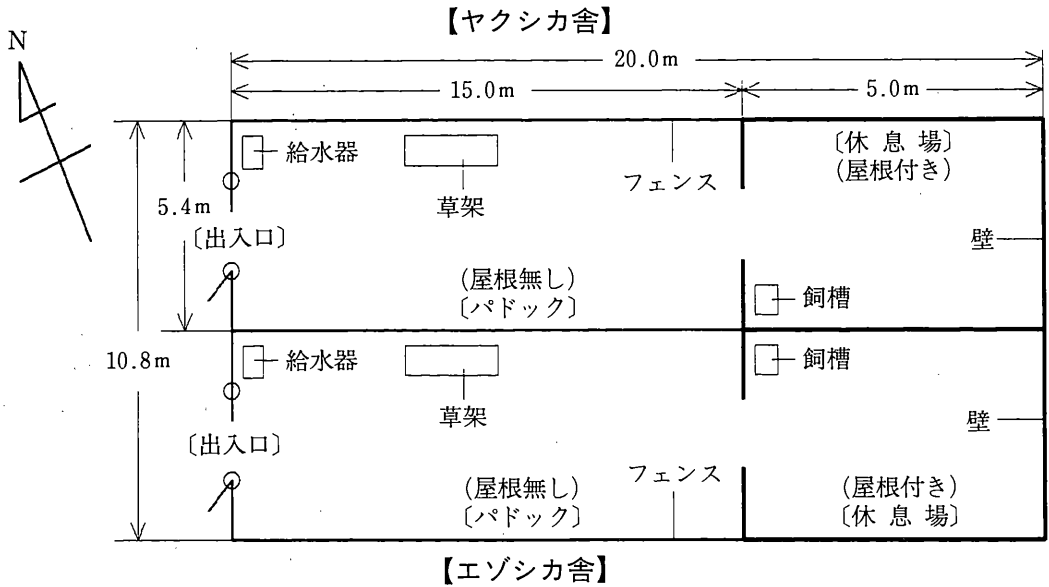 【ヤクシカ舎】
N
20.0m
15.0m
5.0m
給水器
草架
フェンス
〔休息場〕
(屋根付き)
5.4m
〔出入口〕
壁
(屋根無し)
〔パドック〕
飼槽
10.8m
給水器
草架
飼槽
壁
〔出入口〕
フェンス
(屋根無し)
〔パドック〕
(屋根付き)
〔休息場〕
【エゾシカ舎】